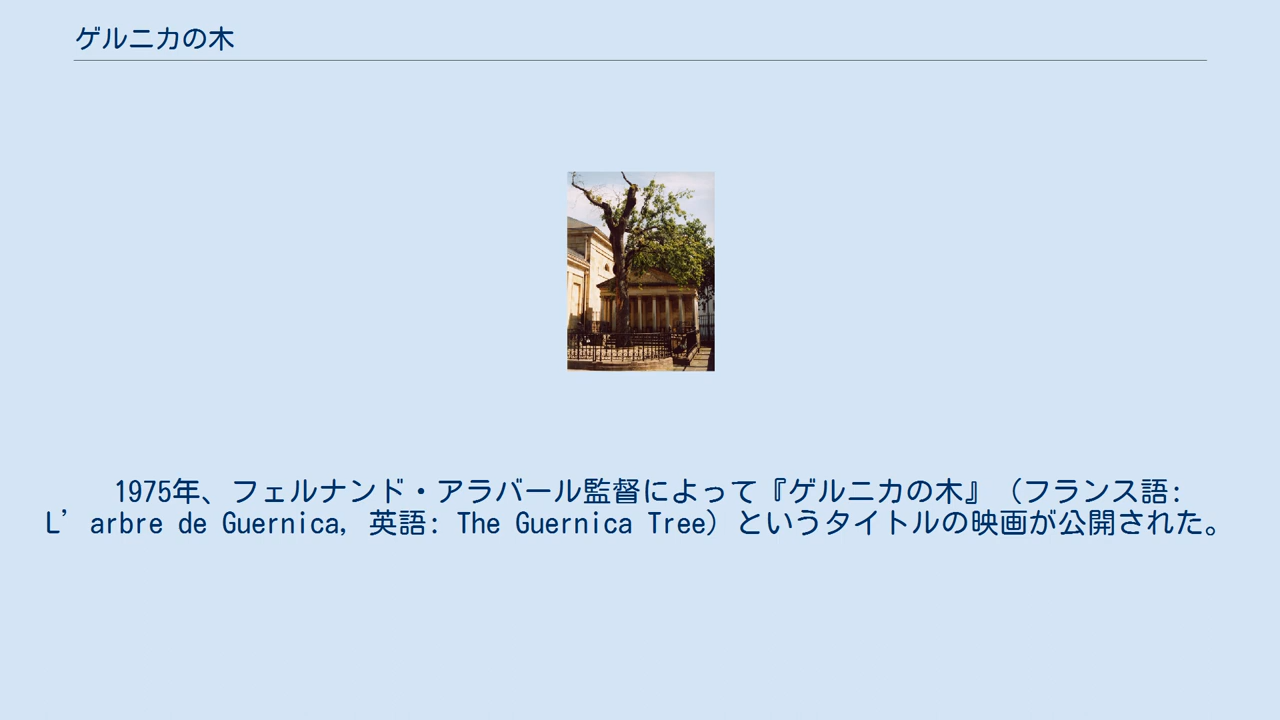 ゲルニカの木
1975年、フェルナンド・アラバール監督によって『ゲルニカの木』（フランス語:
L’arbre de Guernica, 英語: The Guernica Tree）というタイトルの映画が公開された。